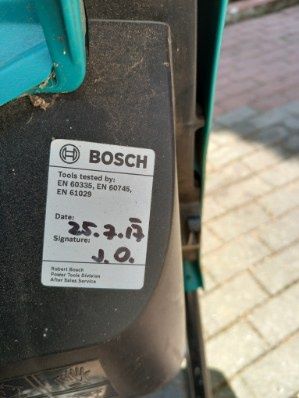 BOSCH
Tools tested by:
EN 60335, EN 60745,
EN 61029
Date:
25.7.17
Signature:
J.O.
Robert Bosch
Power Tools Division
After Sales Service